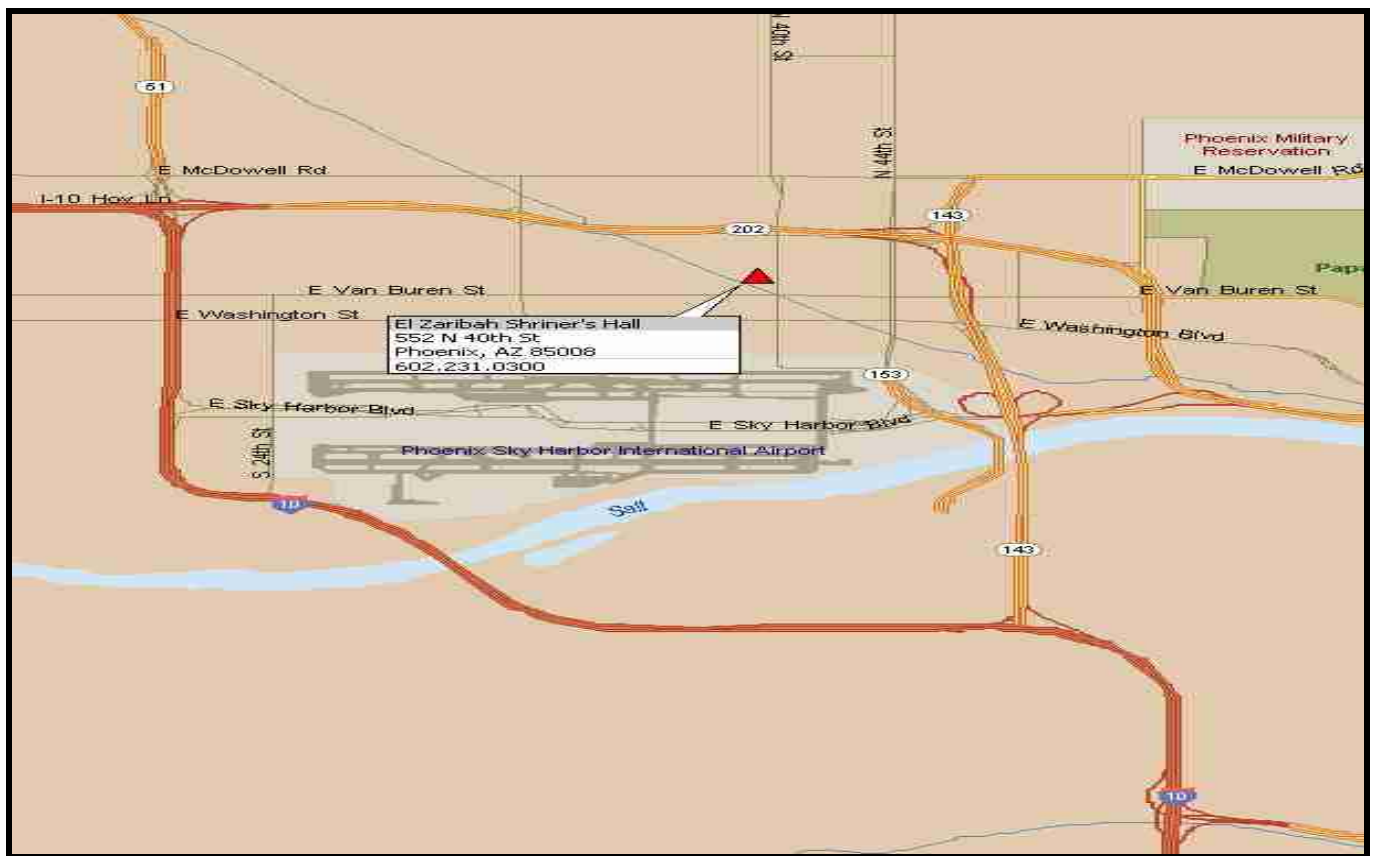 N 40th St
51
N 44th St
Phoenix Military
Reservation
E McDowell Rd
E McDowell Rd
I-10 Hov Ln
143
202
E Van Buren St
E Van Buren St
E Washington St
El Zaribah Shriner's Hall
552 N 40th St
Phoenix, AZ 85008
602.231.0300
E Washington Blvd
153
E Sky Harbor Blvd
E Sky Harbor Blvd
S 24th St
Phoenix Sky Harbor International Airport
10
Salt
143
10